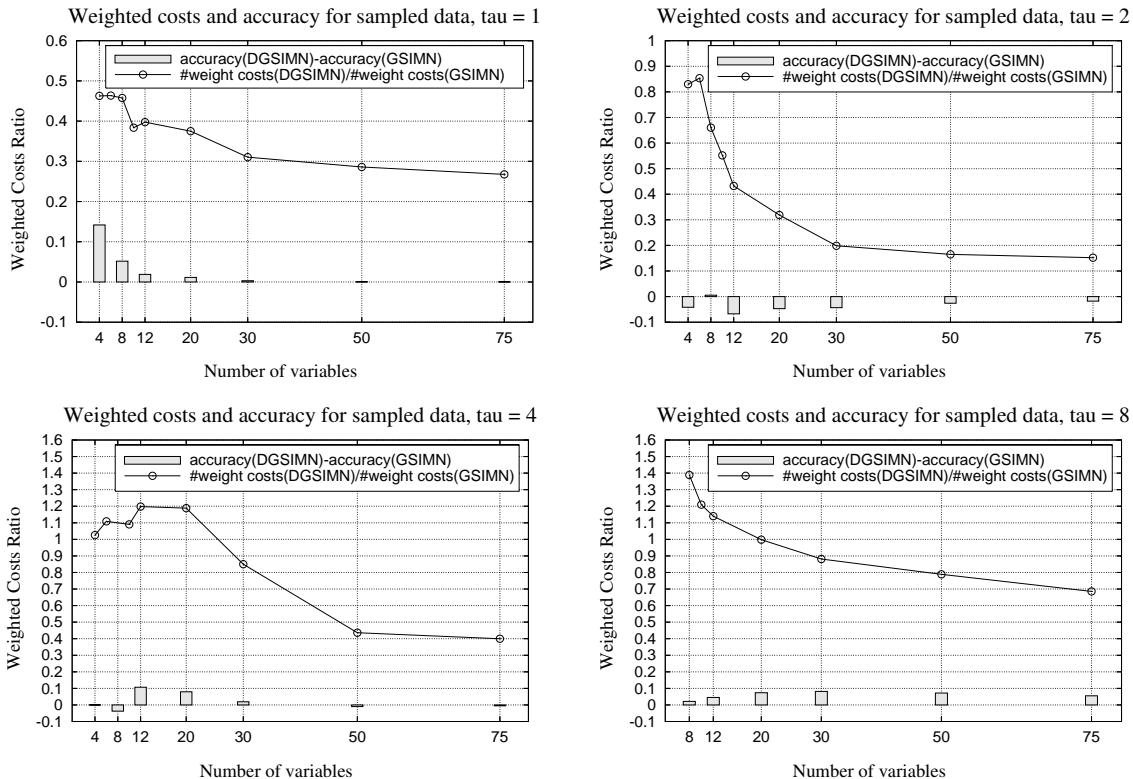 Weighted costs and accuracy for sampled data, tau = 1
0.6
0.5
0.4
0.3
0.2
0.1
0
-0.1
Weighted Costs Ratio
accuracy(DGSIMN)-accuracy(GSIMN)
#weight costs(DGSIMN)/#weight costs(GSIMN)
4 8 12 20 30 50 75
Number of variables
Weighted costs and accuracy for sampled data, tau = 2
1
0.9
0.8
0.7
0.6
0.5
0.4
0.3
0.2
0.1
0
-0.1
Weighted Costs Ratio
accuracy(DGSIMN)-accuracy(GSIMN)
#weight costs(DGSIMN)/#weight costs(GSIMN)
4 8 12 20 30 50 75
Number of variables
Weighted costs and accuracy for sampled data, tau = 4
1.6
1.5
1.4
1.3
1.2
1.1
1
0.9
0.8
0.7
0.6
0.5
0.4
0.3
0.2
0.1
0
-0.1
Weighted Costs Ratio
accuracy(DGSIMN)-accuracy(GSIMN)
#weight costs(DGSIMN)/#weight costs(GSIMN)
4 8 12 20 30 50 75
Number of variables
Weighted costs and accuracy for sampled data, tau = 8
1.6
1.5
1.4
1.3
1.2
1.1
1
0.9
0.8
0.7
0.6
0.5
0.4
0.3
0.2
0.1
0
-0.1
Weighted Costs Ratio
accuracy(DGSIMN)-accuracy(GSIMN)
#weight costs(DGSIMN)/#weight costs(GSIMN)
8 12 20 30 50 75
Number of variables